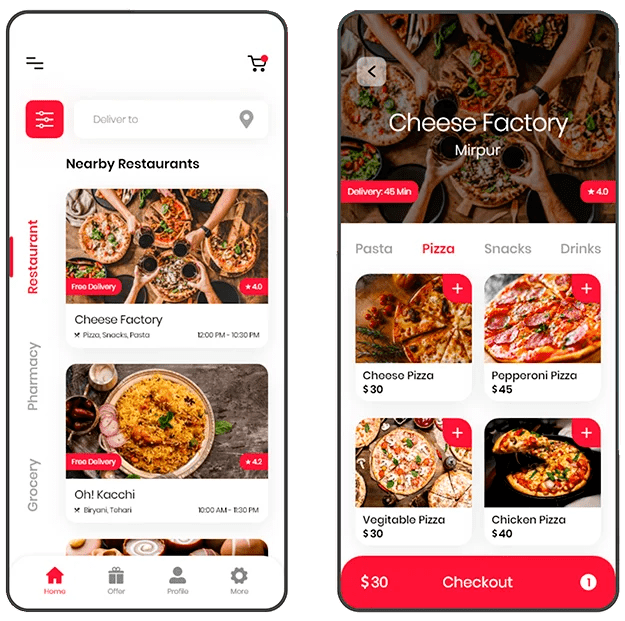 Deliver to
Nearby Restaurants
Restaurant
Pharmacy
Grocery
Free Delivery
★ 4.0
Cheese Factory
Pizza, Snacks, Pasta
12:00 PM - 10:30 PM
Free Delivery
★ 4.2
Oh! Kacchi
Biryani, Tehari
10:00 AM - 11:30 PM
Home
Offer
Profile
More
Cheese Factory
Mirpur
Delivery: 45 Min
★ 4.0
Pasta
Pizza
Snacks
Drinks
Cheese Pizza
$30
Pepperoni Pizza
$45
Vegitable Pizza
$30
Chicken Pizza
$40
$30
Checkout
1